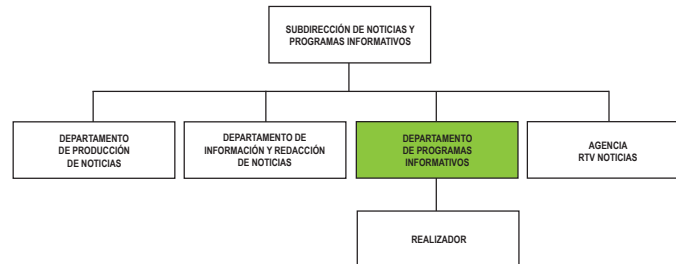 SUBDIRECCIÓN DE NOTICIAS Y
PROGRAMAS INFORMATIVOS
DEPARTAMENTO
DE PRODUCCIÓN
DE NOTICIAS
DEPARTAMENTO DE
INFORMACIÓN Y REDACCIÓN
DE NOTICIAS
DEPARTAMENTO
DE PROGRAMAS
INFORMATIVOS
AGENCIA
RTV NOTICIAS
REALIZADOR